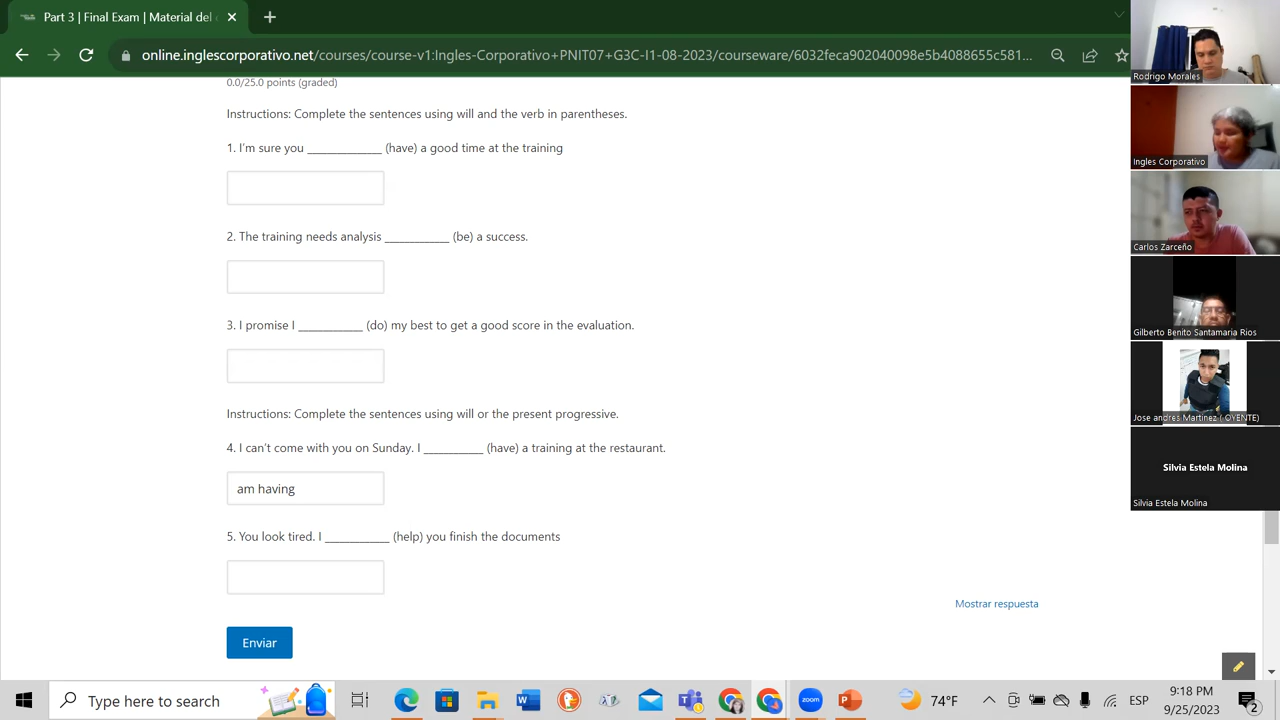 Part 3 | Final Exam | Material del
online.inglescorporativo.net/courses/course-v1:Ingles-Corporativo+PNIT07+G3C-I1-08-2023/courseware/6032feca902040098e5b4088655c581...
0.0/25.0 points (graded)
Instructions: Complete the sentences using will and the verb in parentheses.
1. I'm sure you _____________ (have) a good time at the training
2. The training needs analysis ___________ (be) a success.
3. I promise I ___________ (do) my best to get a good score in the evaluation.
Instructions: Complete the sentences using will or the present progressive.
4. I can't come with you on Sunday. I __________ (have) a training at the restaurant.
am having
5. You look tired. I ___________ (help) you finish the documents
Mostrar respuesta
Enviar
Rodrigo Morales
Ingles Corporativo
Carlos Zarceño
Gilberto Benito Santamaria Rios
Jose andres Martinez ( OYENTE)
Silvia Estela Molina
Silvia Estela Molina
Type here to search
zoom
74°F
ESP
9:18 PM
9/25/2023
2